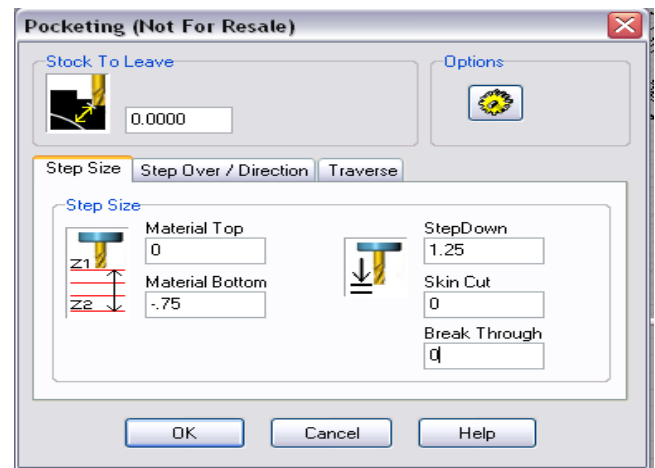 Pocketing (Not For Resale)
Stock To Leave
Options
0.0000
Step Size
Step Over / Direction
Traverse
Step Size
Material Top
StepDown
Z1
0
1.25
Material Bottom
Skin Cut
Z2
-.75
0
Break Through
0
OK
Cancel
Help